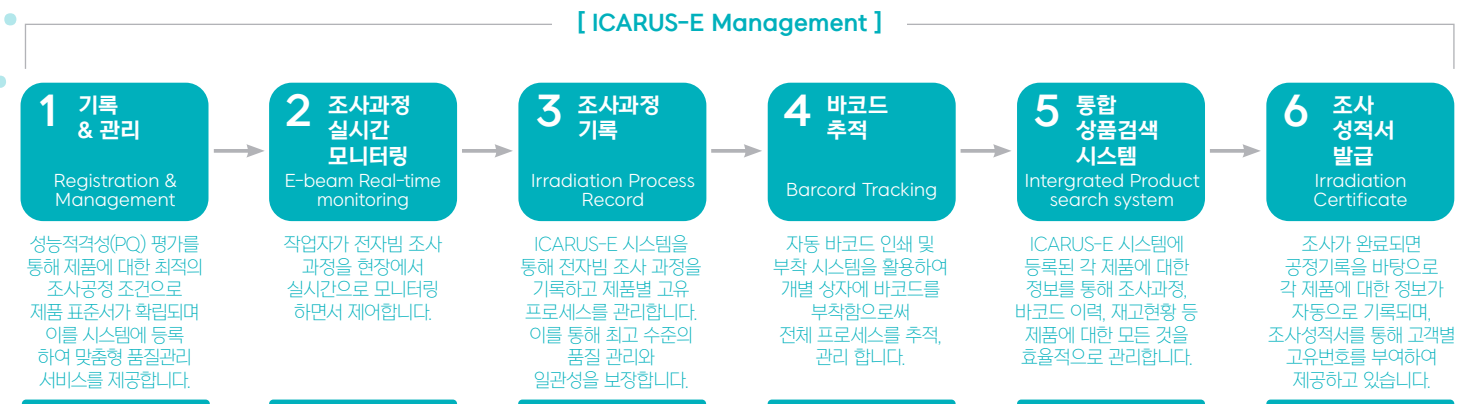 [ ICARUS-E Management ]
1 기록
& 관리
Registration &
Management
성능적격성(PQ) 평가를
통해 제품에 대한 최적의
조사공정 조건으로
제품 표준서가 확립되며
이를 시스템에 등록
하여 맞춤형 품질관리
서비스를 제공합니다.
2 조사과정
실시간
모니터링
E-beam Real-time
monitoring
작업자가 전자빔 조사
과정을 현장에서
실시간으로 모니터링
하면서 제어합니다.
3 조사과정
기록
Irradiation Process
Record
ICARUS-E 시스템을
통해 전자빔 조사 과정을
기록하고 제품별 고유
프로세스를 관리합니다.
이를 통해 최고 수준의
품질 관리와
일관성을 보장합니다.
4 바코드
추적
Barcord Tracking
자동 바코드 인쇄 및
부착 시스템을 활용하여
개별 상자에 바코드를
부착함으로써
전체 프로세스를 추적,
관리 합니다.
5 통합
상품검색
시스템
Intergrated Product
search system
ICARUS-E 시스템에
등록된 각 제품에 대한
정보를 통해 조사과정,
바코드 이력, 재고현황 등
제품에 대한 모든 것을
효율적으로 관리합니다.
6 조사
성적서
발급
Irradiation
Certificate
조사가 완료되면
공정기록을 바탕으로
각 제품에 대한 정보가
자동으로 기록되며,
조사성적서를 통해 고객별
고유번호를 부여하여
제공하고 있습니다.